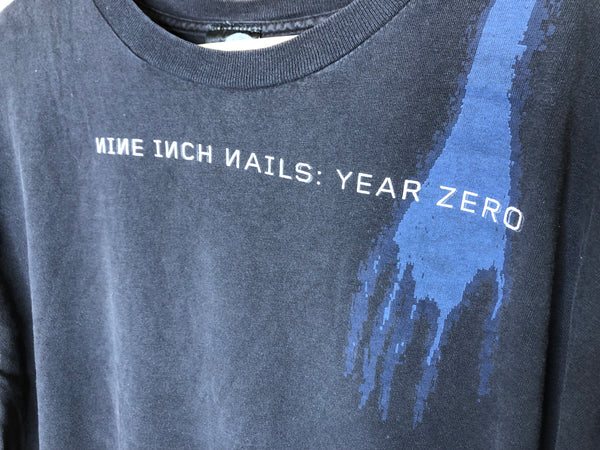 NINE INCH NAILS: YEAR ZERO